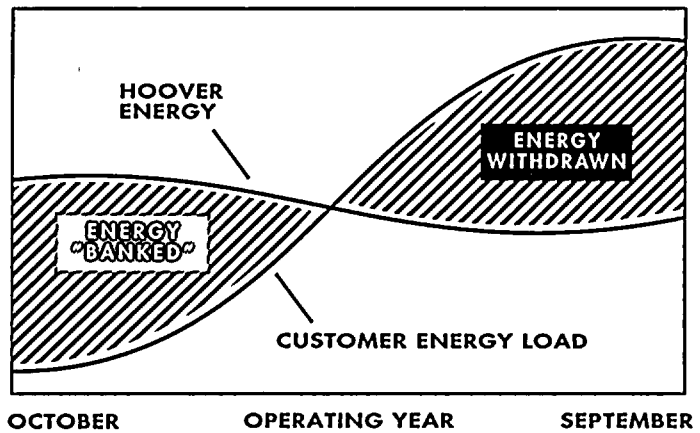 HOOVER
ENERGY
ENERGY
WITHDRAWN
ENERGY
"BANKED"
CUSTOMER ENERGY LOAD
OCTOBER
OPERATING YEAR
SEPTEMBER